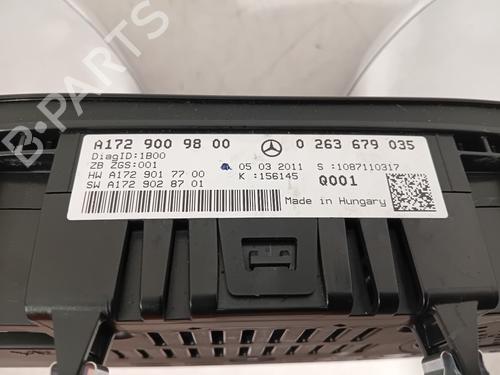 A172 900 98 00 0 263 679 035
DiagID:1B00
ZB ZGS:001 05 03 2011 S :1087110317
HW A172 901 77 00 K :156145 Q001
SW A172 902 87 01 Made in Hungary
B-PARTS